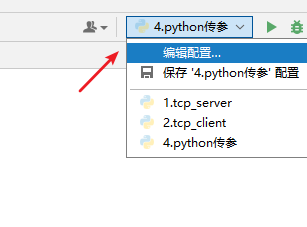 4.python传参
编辑配置...
保存 '4.python传参' 配置
1.tcp_server
2.tcp_client
4.python传参